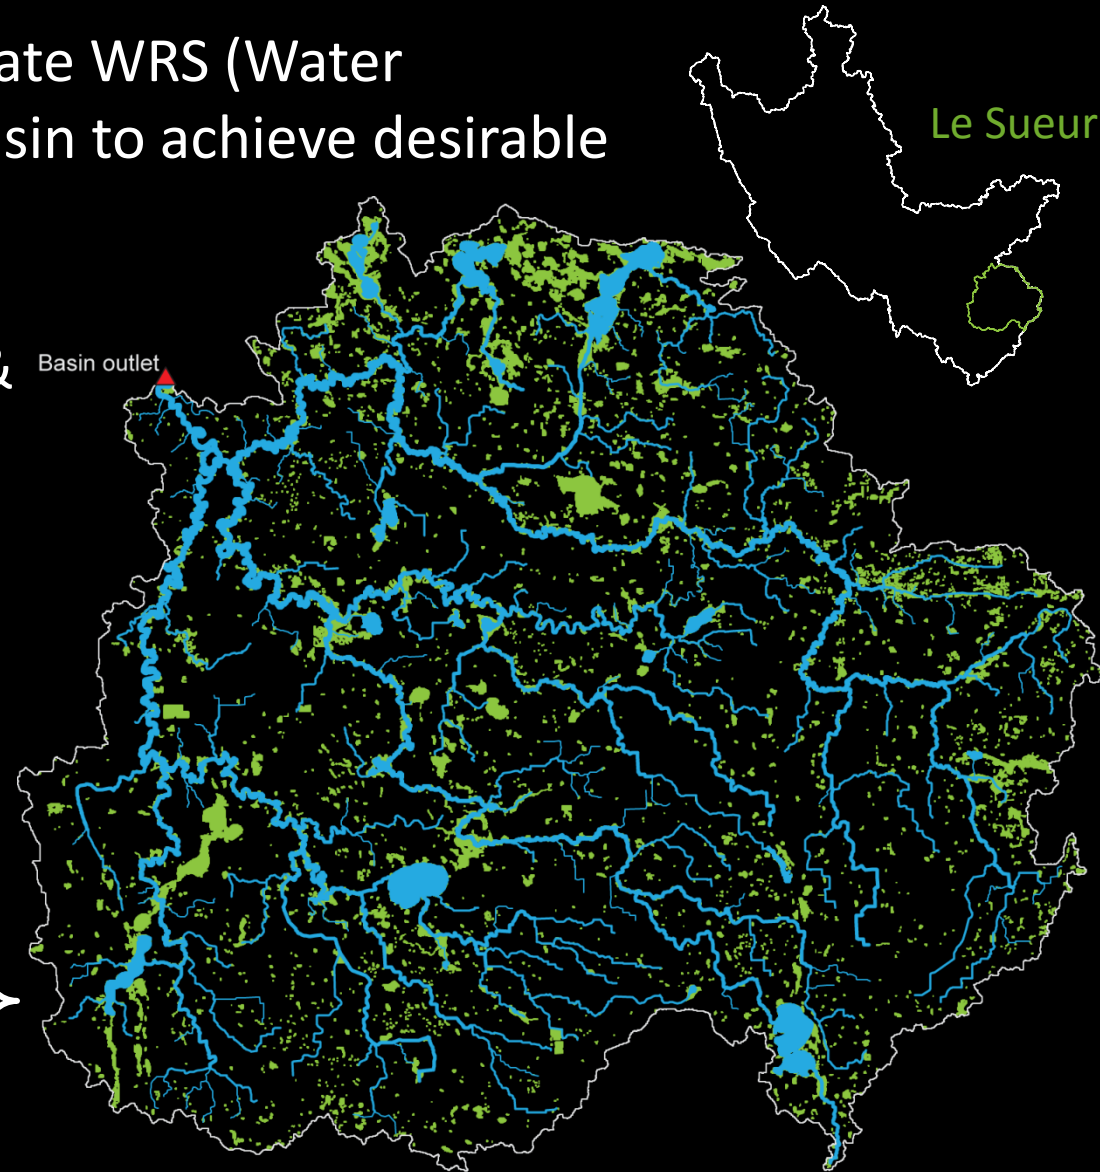 ate WRS (Water
sin to achieve desirable
Le Sueur
&
Basin outlet